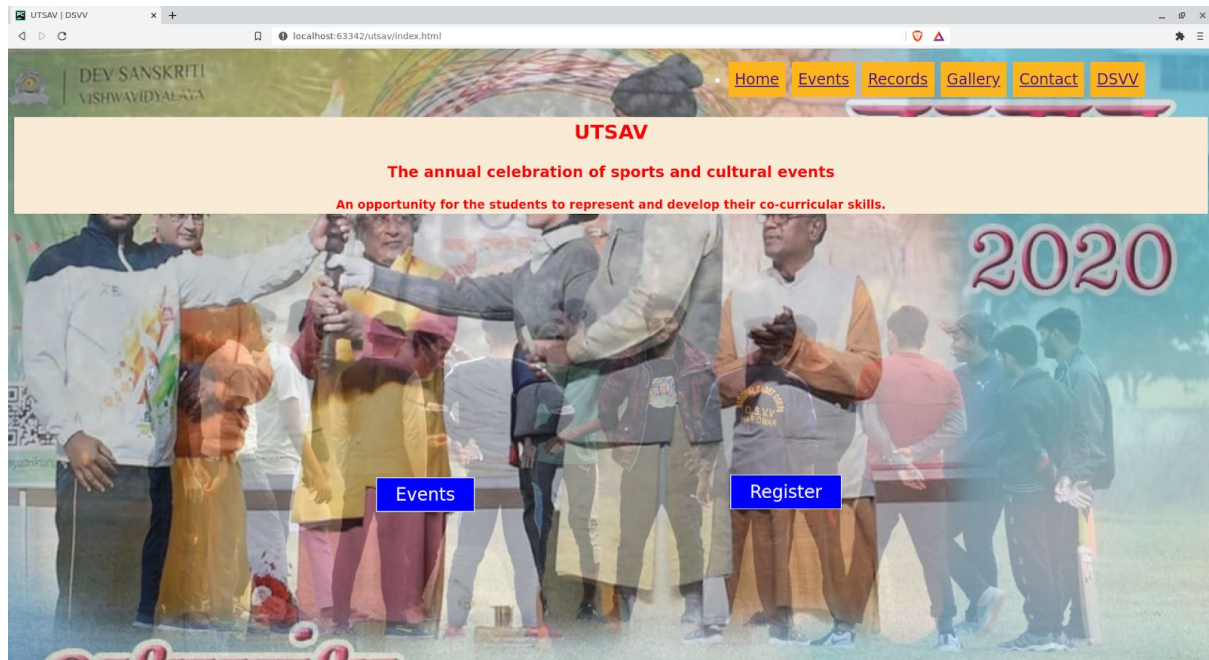 UTSAV | DSVV
localhost:63342/utsav/index.html
DEV SANSKRITI
VISHWAVIDYALAYA
Home Events Records Gallery Contact DSVV
UTSAV
The annual celebration of sports and cultural events
An opportunity for the students to represent and develop their co-curricular skills.
2020
D.S.V.V
HARIDWAR
Events Register